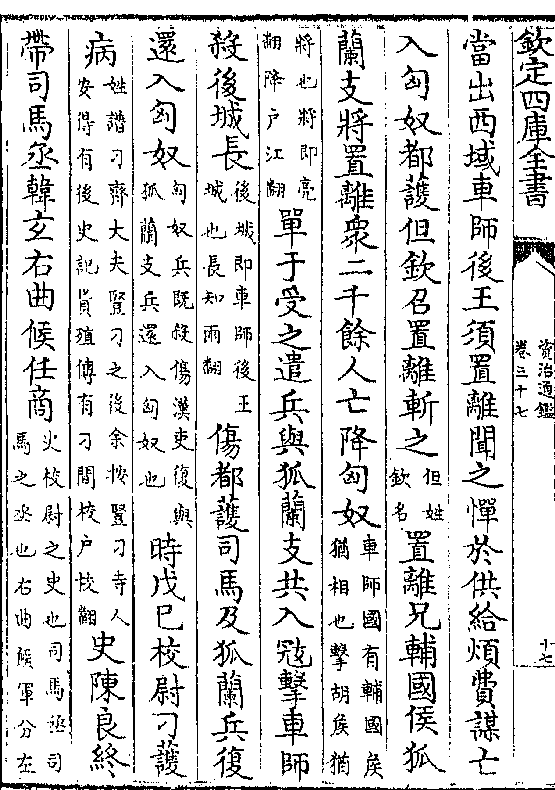 欽定四庫全書
資治通鑑
卷三十七
十七
當出西域車師後王須置離聞之憚於供給煩費謀亡
入匈奴都護但欽召置離斬之
但姓
欽名
置離兄輔國侯狐
蘭支將置離衆二千餘人亡降匈奴
車師國有輔國侯
猶相也擊胡侯猶
將也將即亮
翻降户江翻
單于受之遣兵與狐蘭支共入宼擊車師
殺後城長
後城即車師後王
城也長知雨翻
傷都護司馬及狐蘭兵復
還入匈奴
匈奴兵既殺傷漢吏復與
狐蘭支兵還入匈奴也
時戊巳校尉刁護
病
姓譜刁齊大夫豎刁之後余按豎刁寺人
安得有後史記貨殖傳有刁閒校户校翻
史陳良終
帶司馬丞韓玄右曲候任商
火校尉之史也司馬丞司
馬之丞也右曲候軍分左